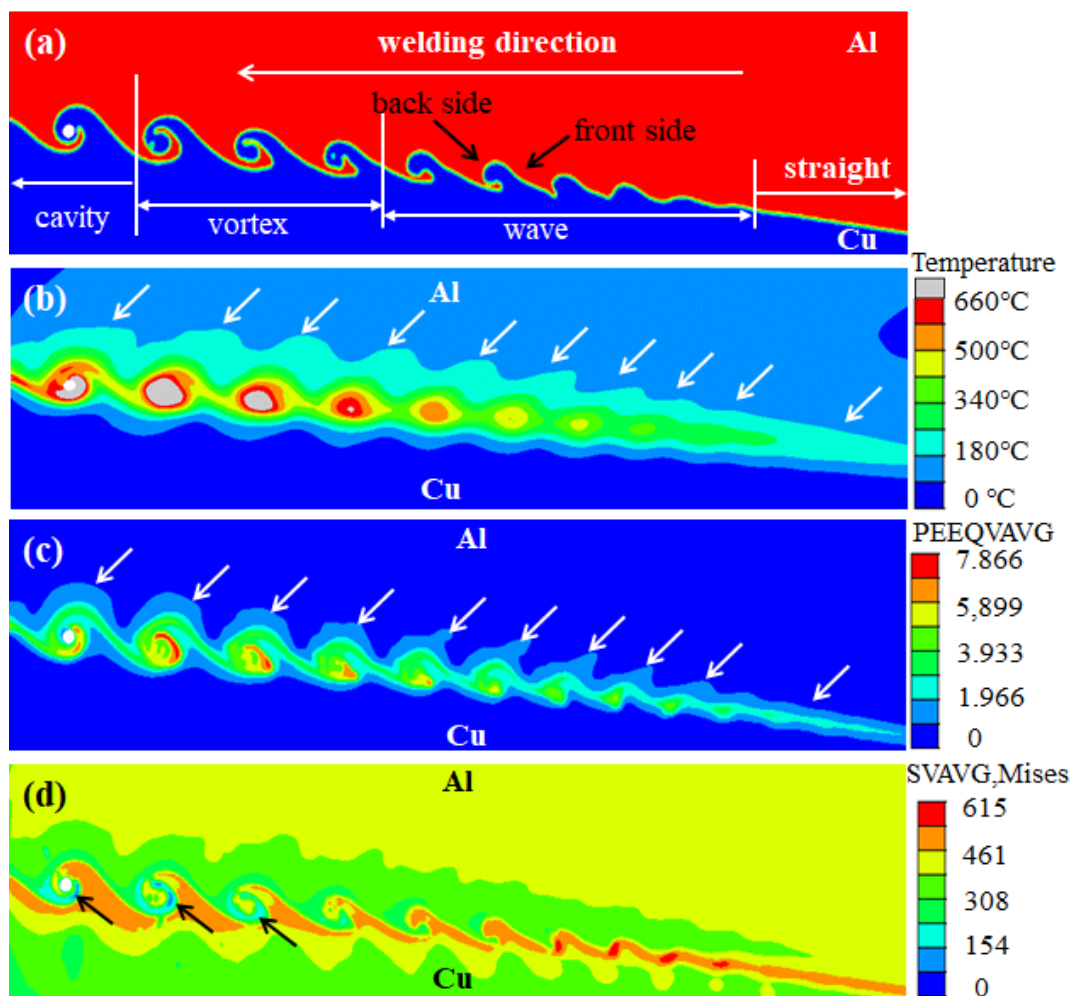 (a)
welding direction
Al
back side
front side
straight
cavity
vortex
wave
Cu
(b)
Al
Cu
Temperature
660°C
500°C
340°C
180°C
0 °C
(c)
Al
Cu
PEEQVAVG
7.866
5,899
3.933
1.966
0
(d)
Al
Cu
SVAVG,Mises
615
461
308
154
0